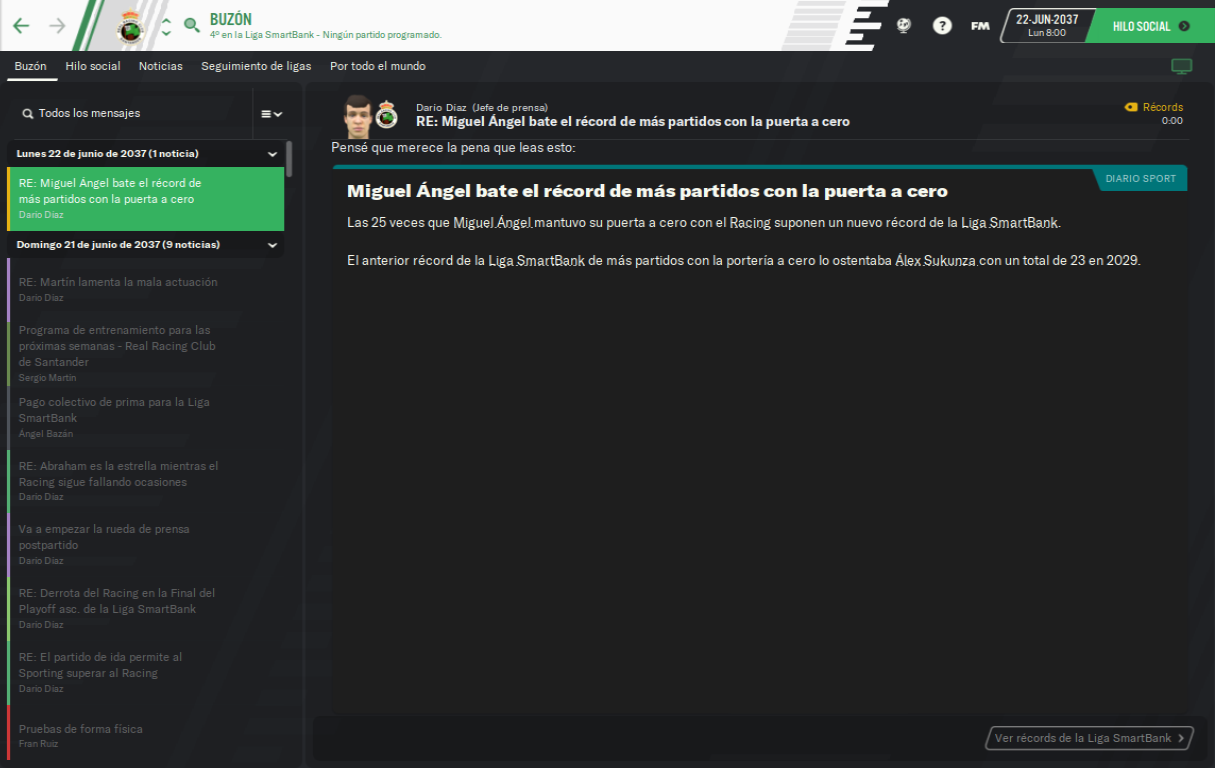 BUZÓN
4º en la Liga SmartBank - Ningún partido programado.
?
FM
22-JUN-2037
Lun 8:00
HILO SOCIAL
Buzón
Hilo social
Noticias
Seguimiento de ligas
Por todo el mundo
Todos los mensajes
Lunes 22 de junio de 2037 (1 noticia)
RE: Miguel Ángel bate el récord de
más partidos con la puerta a cero
Darío Díaz
Domingo 21 de junio de 2037 (9 noticias)
RE: Martín lamenta la mala actuación
Darío Díaz
Programa de entrenamiento para las
próximas semanas - Real Racing Club
de Santander
Sergio Martín
Pago colectivo de prima para la Liga
SmartBank
Ángel Bazán
RE: Abraham es la estrella mientras el
Racing sigue fallando ocasiones
Darío Díaz
Va a empezar la rueda de prensa
postpartido
Darío Díaz
RE: Derrota del Racing en la Final del
Playoff asc. de la Liga SmartBank
Darío Díaz
RE: El partido de ida permite al
Sporting superar al Racing
Darío Díaz
Pruebas de forma física
Fran Ruiz
Darío Díaz (Jefe de prensa)
RE: Miguel Ángel bate el récord de más partidos con la puerta a cero
Récords
0:00
Pensé que merece la pena que leas esto:
DIARIO SPORT
Miguel Ángel bate el récord de más partidos con la puerta a cero
Las 25 veces que Miguel Ángel mantuvo su puerta a cero con el Racing suponen un nuevo récord de la Liga SmartBank.
El anterior récord de la Liga SmartBank de más partidos con la portería a cero lo ostentaba Álex Sukunza con un total de 23 en 2029.
Ver récords de la Liga SmartBank